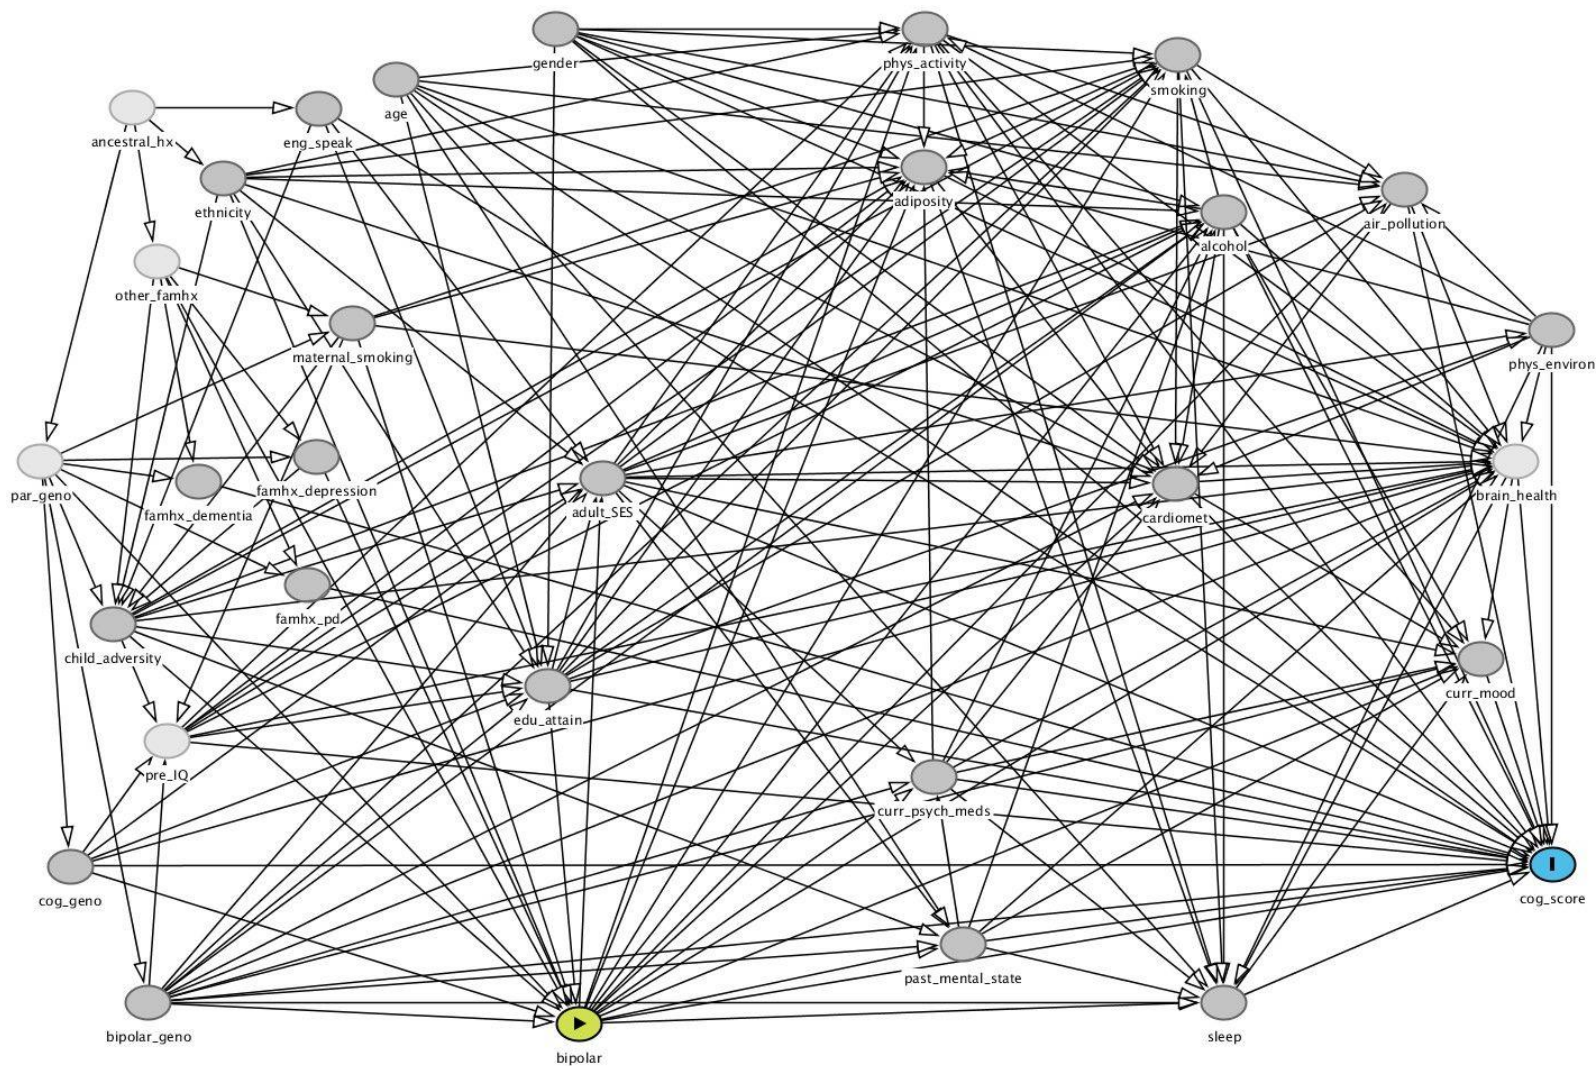 gender
phys_activity
smoking
age
ancestral_hx
eng_speak
ethnicity
adiposity
air_pollution
alcohol
other_famhx
maternal_smoking
phys_environ
par_geno
famhx_depression
famhx_dementia
adult_SES
cardiomet
brain_health
famhx_pd
child_adversity
edu_attain
curr_mood
pre_IQ
curr_psych_meds
cog_geno
cog_score
past_mental_state
bipolar_geno
bipolar
sleep